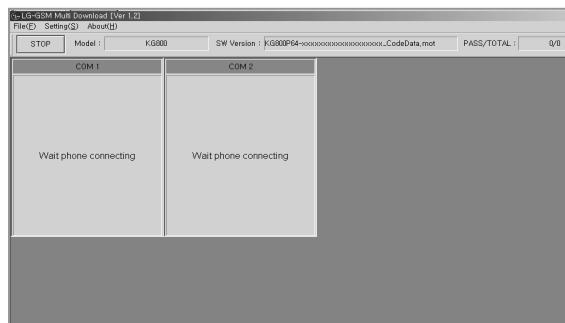 LG-GSM Multi Download [Ver 1,2]
File(F) Setting(S) About(H)
STOP Model : KG800 SW Version : KG800P64-xxxxxxxxxxxxxxxxxxxx_CodeData,mot PASS/TOTAL : 0/0
COM 1 COM 2
Wait phone connecting Wait phone connecting